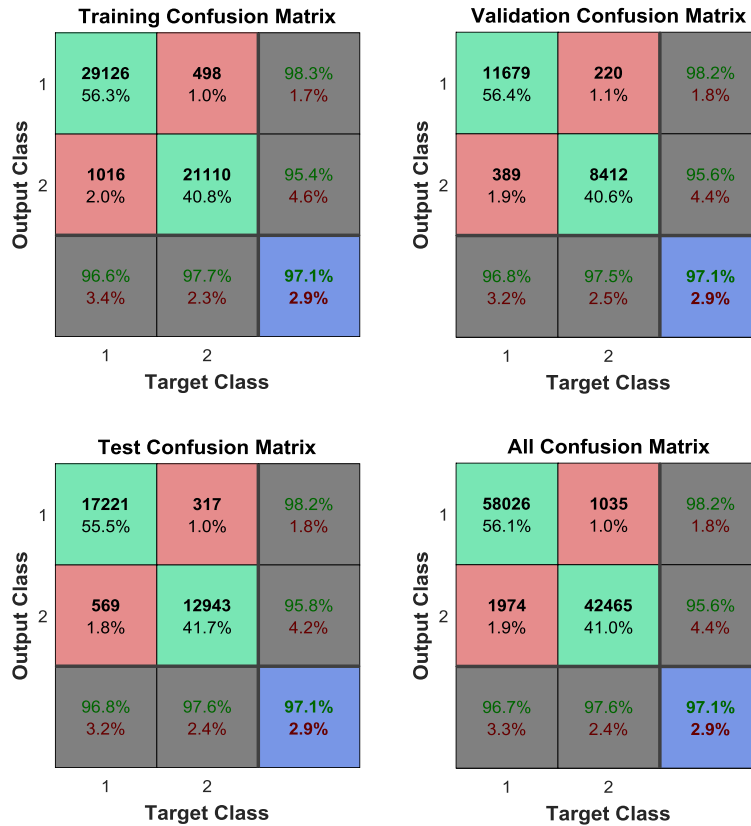 Training Confusion Matrix
29126 498 98.3%
56.3% 1.0% 1.7%
1
1016 21110 95.4%
2.0% 40.8% 4.6%
2
96.6% 97.7% 97.1%
3.4% 2.3% 2.9%
1 2
Target Class
Output Class
Validation Confusion Matrix
11679 220 98.2%
56.4% 1.1% 1.8%
1
389 8412 95.6%
1.9% 40.6% 4.4%
2
96.8% 97.5% 97.1%
3.2% 2.5% 2.9%
1 2
Target Class
Output Class
Test Confusion Matrix
17221 317 98.2%
55.5% 1.0% 1.8%
1
569 12943 95.8%
1.8% 41.7% 4.2%
2
96.8% 97.6% 97.1%
3.2% 2.4% 2.9%
1 2
Target Class
Output Class
All Confusion Matrix
58026 1035 98.2%
56.1% 1.0% 1.8%
1
1974 42465 95.6%
1.9% 41.0% 4.4%
2
96.7% 97.6% 97.1%
3.3% 2.4% 2.9%
1 2
Target Class
Output Class